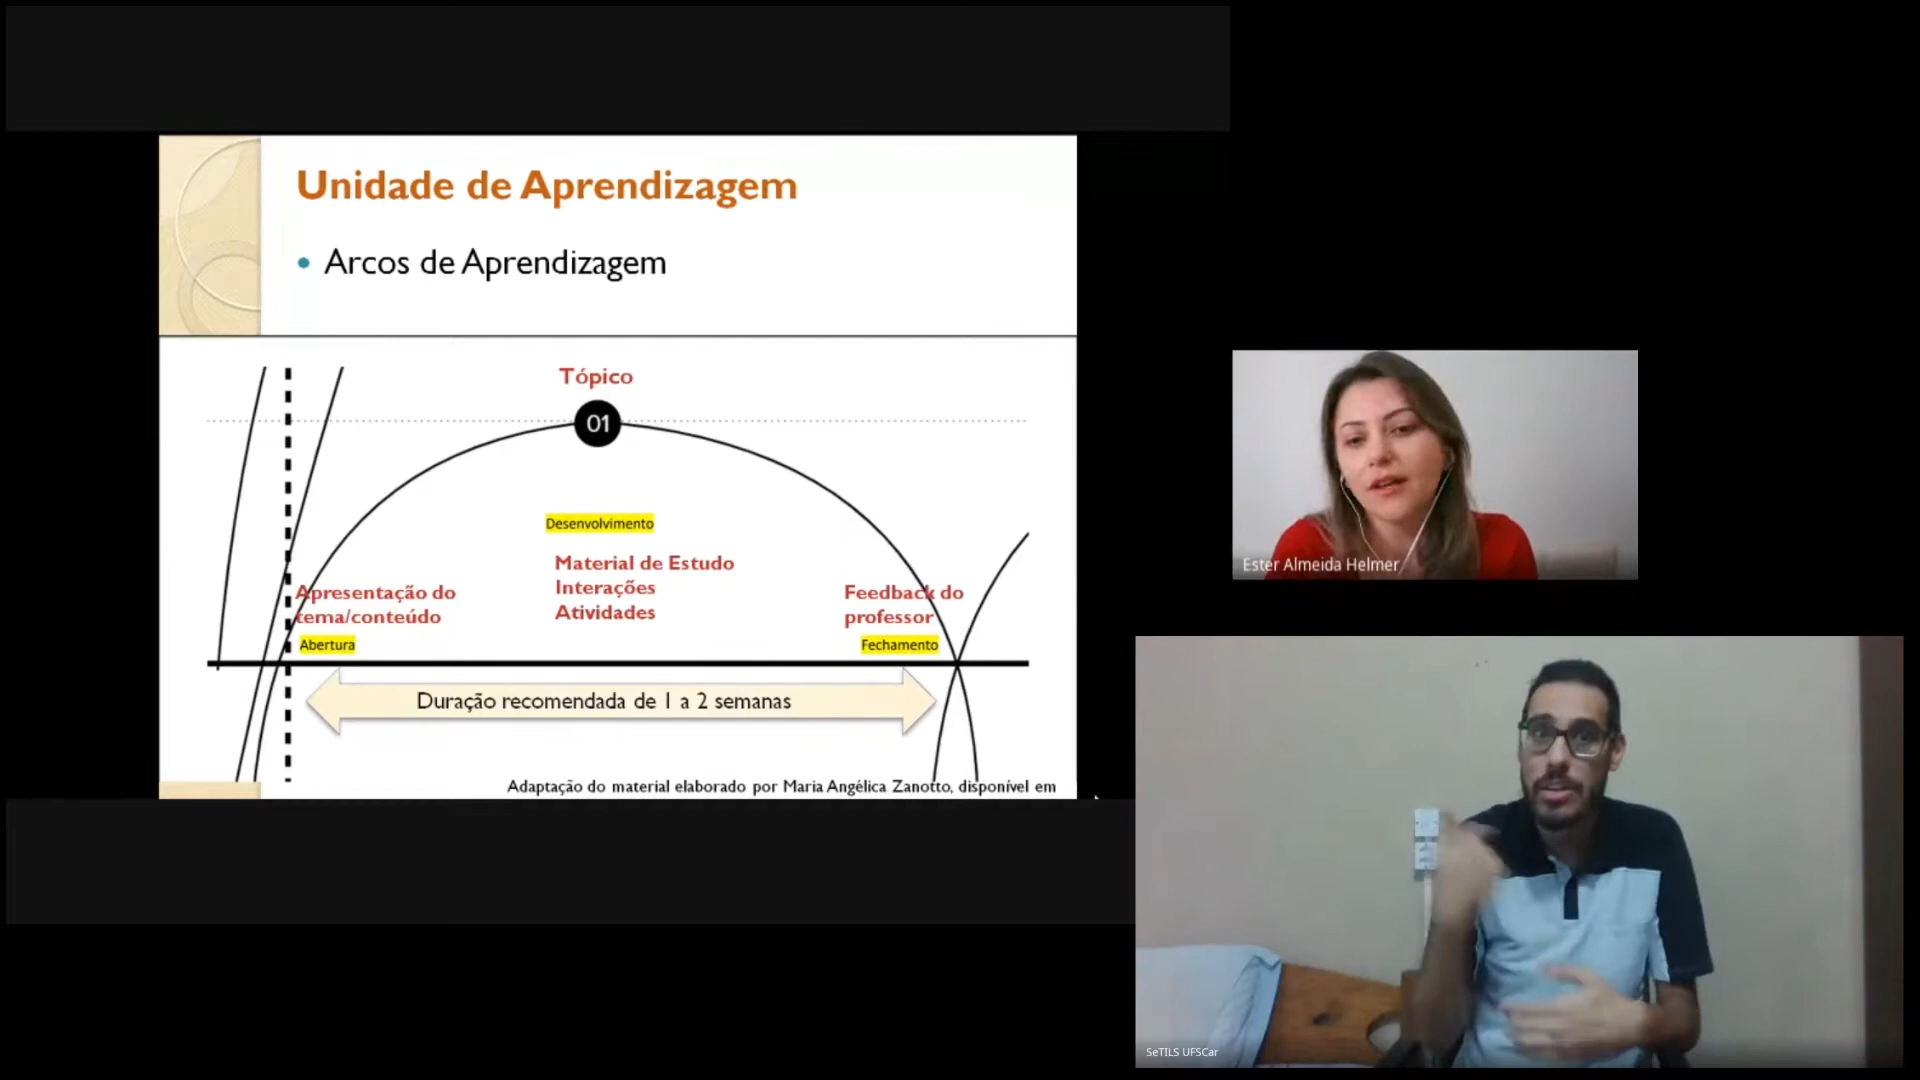 Unidade de Aprendizagem
• Arcos de Aprendizagem
Tópico
01
Desenvolvimento
Material de Estudo
Interações
Atividades
Apresentação do
tema/conteúdo
Abertura
Feedback do
professor
Fechamento
Duração recomendada de 1 a 2 semanas
Adaptação do material elaborado por Maria Angélica Zanotto, disponível em
Ester Almeida Helmer
SeTILS UFSCar